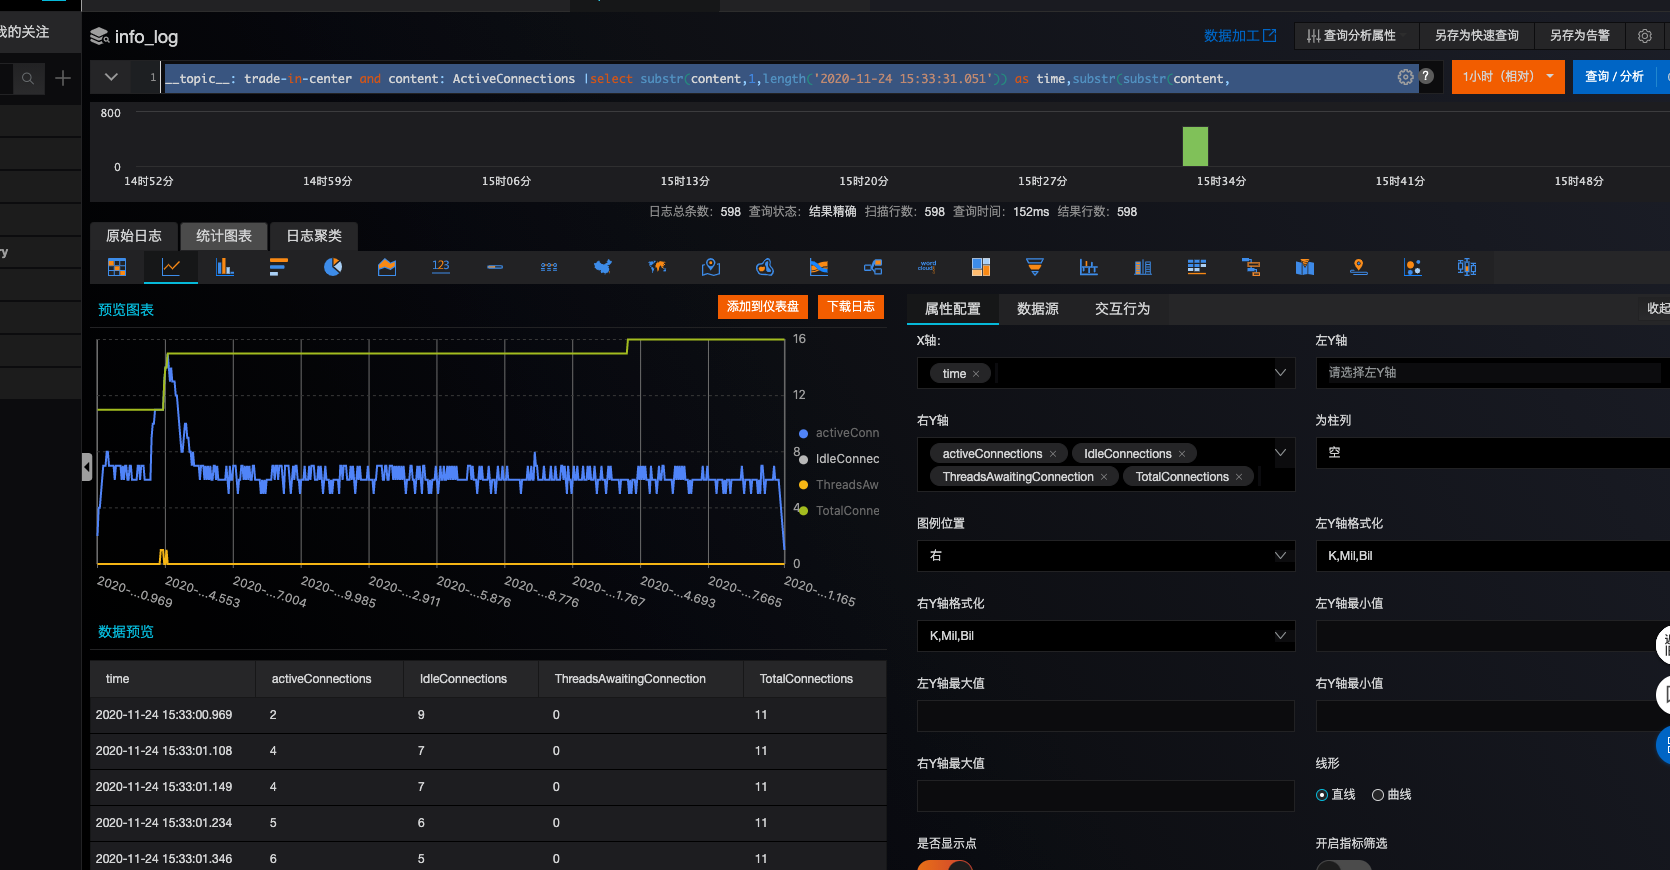 我的关注
info_log
数据加工
查询分析属性
另存为快速查询
另存为告警
1
__topic__: trade-in-center and content: ActiveConnections |select substr(content,1,length('2020-11-24 15:33:31.051')) as time,substr(substr(content,
?
1小时（相对）
查询 / 分析
800
0
14时52分
14时59分
15时06分
15时13分
15时20分
15时27分
15时34分
15时41分
15时48分
日志总条数: 598 查询状态: 结果精确 扫描行数: 598 查询时间: 152ms 结果行数: 598
原始日志
统计图表
日志聚类
ry
123
word cloud
预览图表
添加到仪表盘
下载日志
16
12
8
4
0
activeConn
IdleConnec
ThreadsAw
TotalConne
2020-...0.969
2020-...4.553
2020-...7.004
2020-...9.985
2020-...2.911
2020-...5.876
2020-...8.776
2020-...1.767
2020-...4.693
2020-...7.665
2020-...1.165
数据预览
time activeConnections IdleConnections ThreadsAwaitingConnection TotalConnections
2020-11-24 15:33:00.969 2 9 0 11
2020-11-24 15:33:01.108 4 7 0 11
2020-11-24 15:33:01.149 4 7 0 11
2020-11-24 15:33:01.234 5 6 0 11
2020-11-24 15:33:01.346 6 5 0 11
属性配置
数据源
交互行为
收起
X轴:
time ×
左Y轴
请选择左Y轴
右Y轴
activeConnections × IdleConnections ×
ThreadsAwaitingConnection × TotalConnections ×
为柱列
空
图例位置
右
左Y轴格式化
K,Mil,Bil
右Y轴格式化
K,Mil,Bil
左Y轴最小值
左Y轴最大值
右Y轴最小值
右Y轴最大值
线形
直线 曲线
是否显示点
开启指标筛选